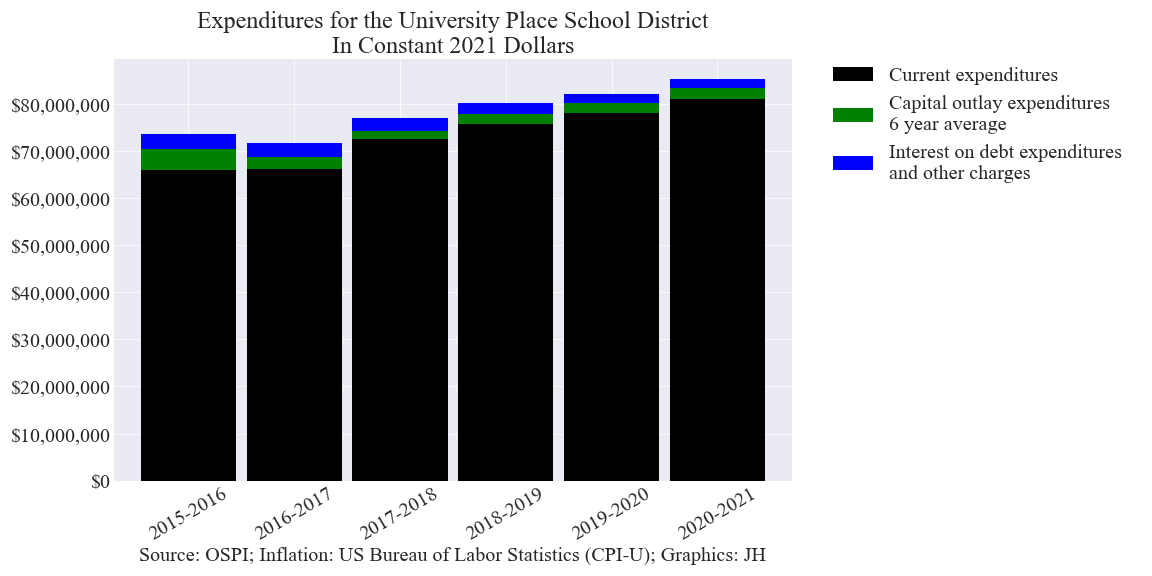 Expenditures for the University Place School District
In Constant 2021 Dollars
Current expenditures
Capital outlay expenditures
6 year average
Interest on debt expenditures
and other charges
$80,000,000
$70,000,000
$60,000,000
$50,000,000
$40,000,000
$30,000,000
$20,000,000
$10,000,000
$0
2015-2016
2016-2017
2017-2018
2018-2019
2019-2020
2020-2021
Source: OSPI; Inflation: US Bureau of Labor Statistics (CPI-U); Graphics: JH